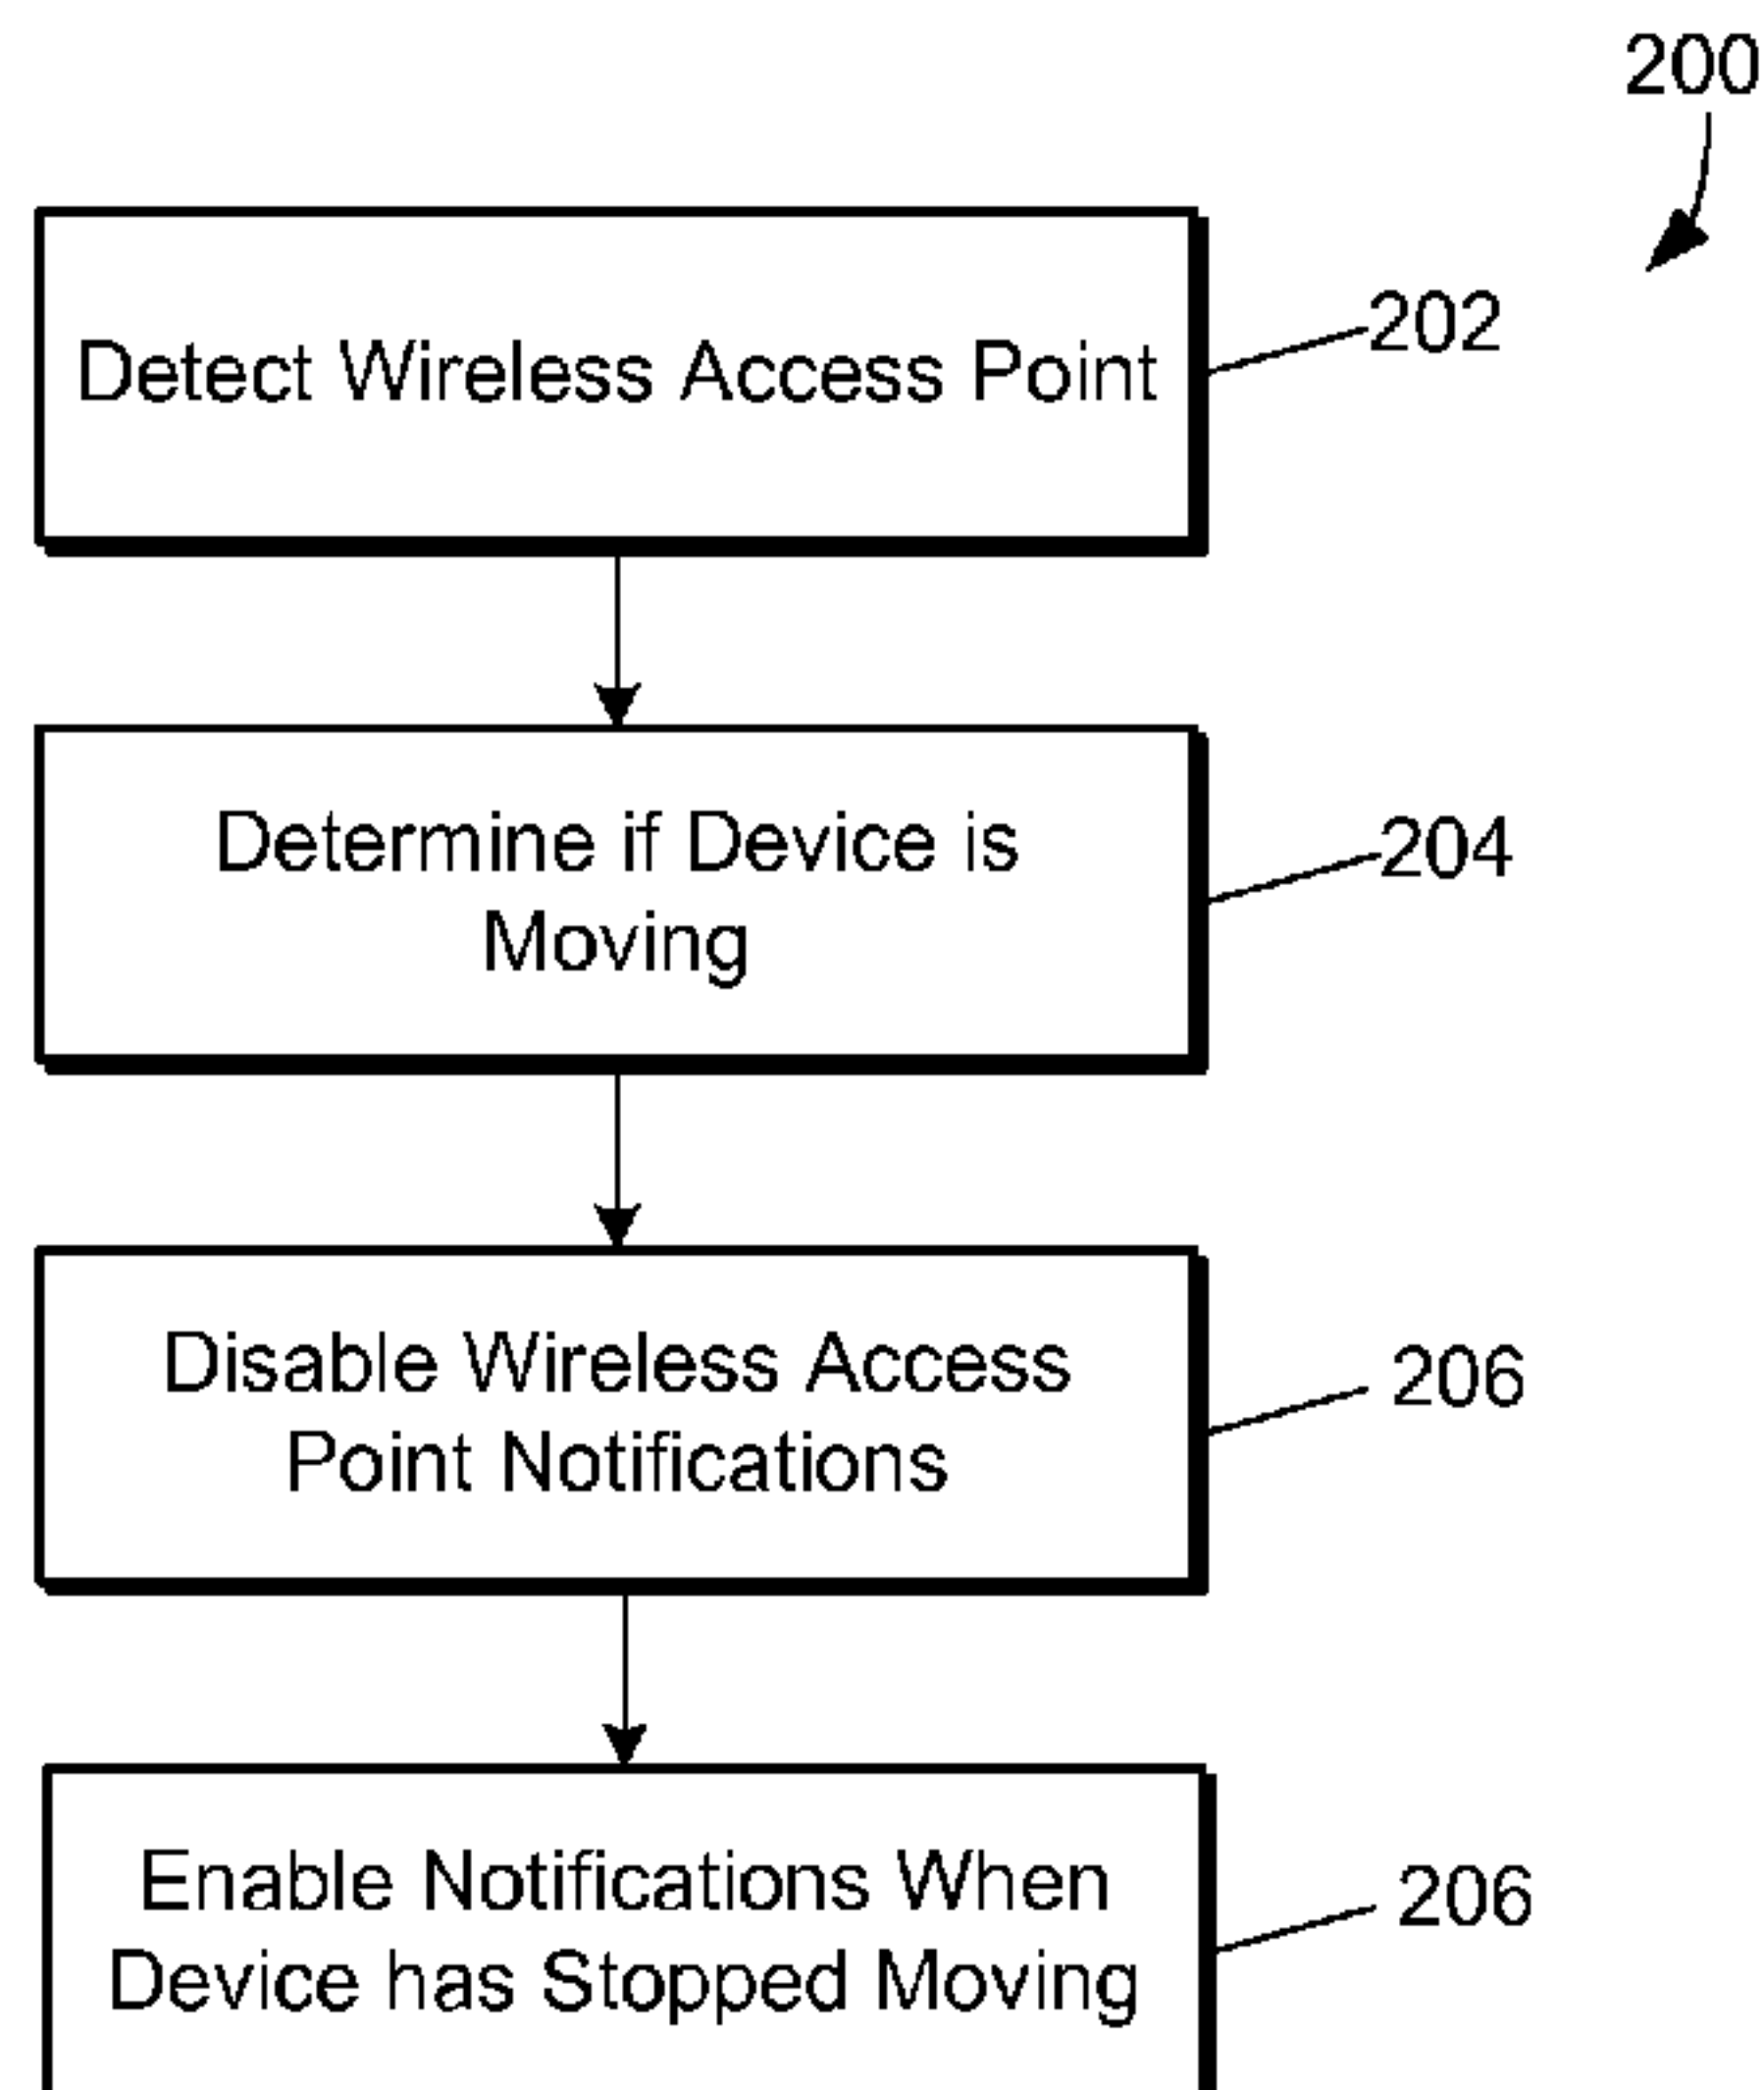 200
Detect Wireless Access Point
202
Determine if Device is
Moving
204
Disable Wireless Access
Point Notifications
206
Enable Notifications When
Device has Stopped Moving
206